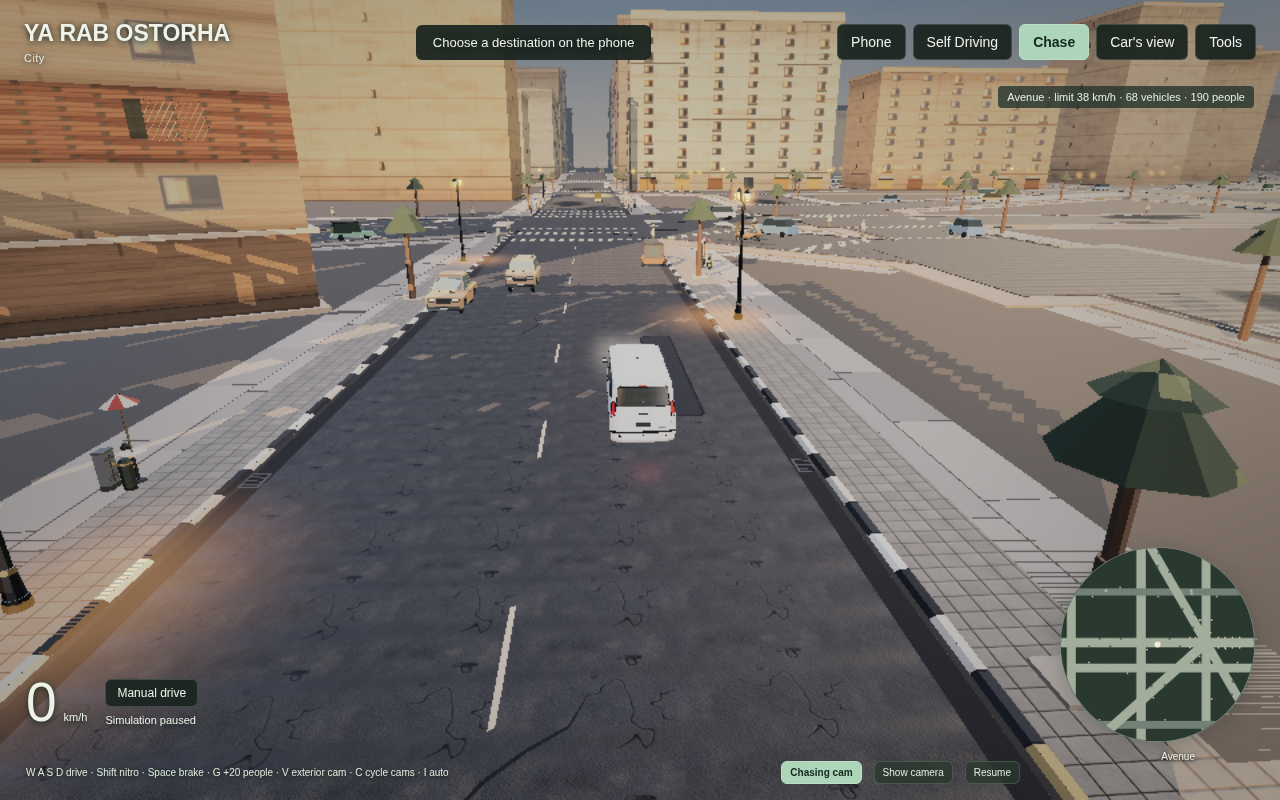 YA RAB OSTORHA
City
Choose a destination on the phone
Phone
Self Driving
Chase
Car's view
Tools
Avenue · limit 38 km/h · 68 vehicles · 190 people
0 km/h
Manual drive
Simulation paused
W A S D drive · Shift nitro · Space brake · G +20 people · V exterior cam · C cycle cams · I auto
Chasing cam
Show camera
Resume
Avenue